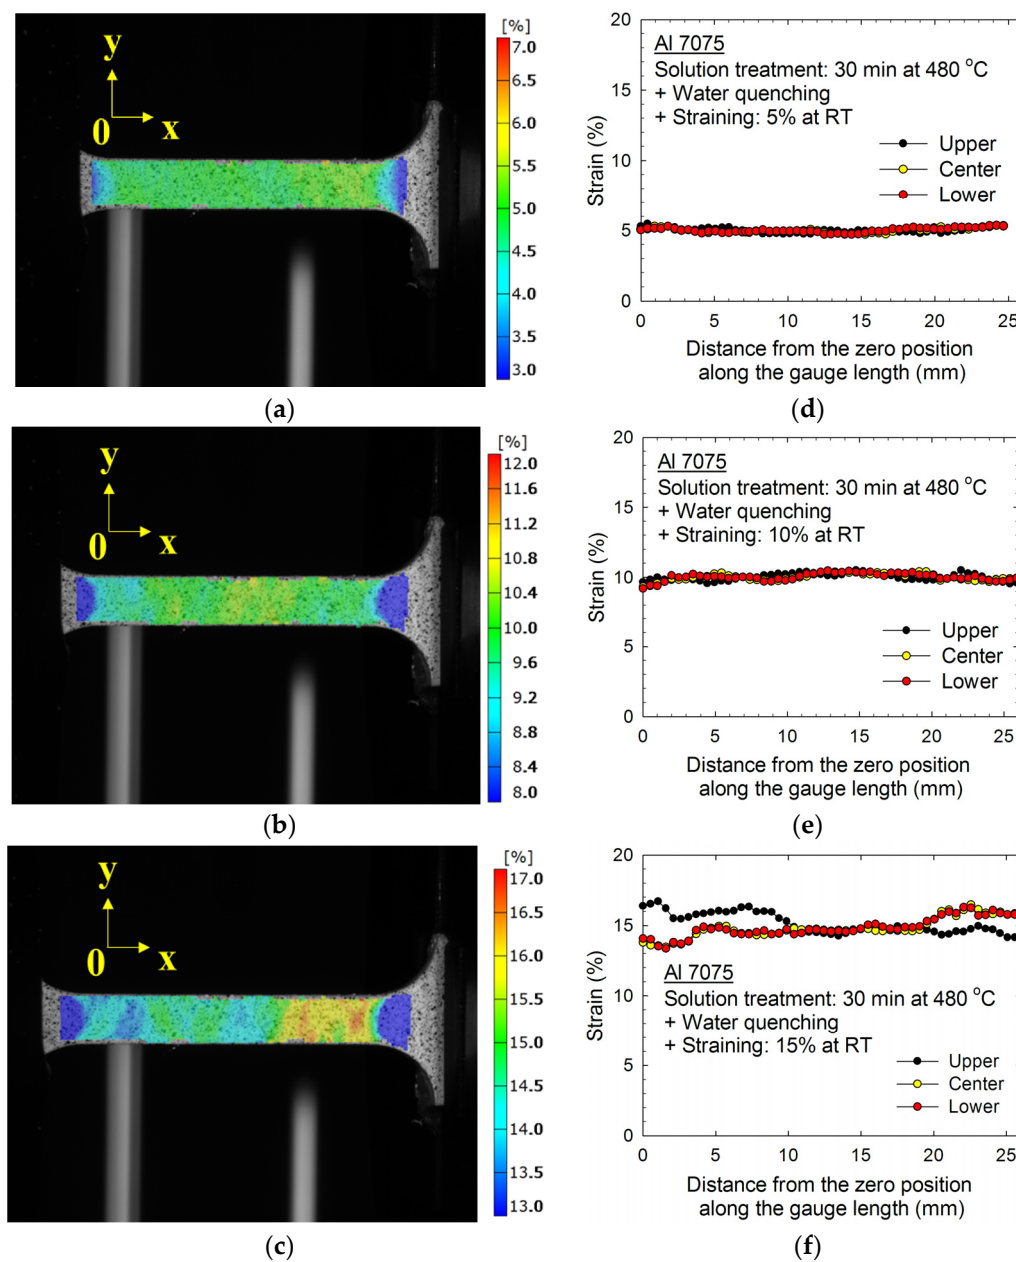 [%]
y
7.0
6.5
6.0
5.5
5.0
4.5
4.0
3.5
3.0
0
x
(a)
20
15
10
5
0
Strain (%)
Al 7075
Solution treatment: 30 min at 480 °C
+ Water quenching
+ Straining: 5% at RT
Upper
Center
Lower
0 5 10 15 20 25
Distance from the zero position
along the gauge length (mm)
(d)
[%]
y
12.0
11.6
11.2
10.8
10.4
10.0
9.6
9.2
8.8
8.4
8.0
0
x
(b)
20
15
10
5
0
Strain (%)
Al 7075
Solution treatment: 30 min at 480 °C
+ Water quenching
+ Straining: 10% at RT
Upper
Center
Lower
0 5 10 15 20 25
Distance from the zero position
along the gauge length (mm)
(e)
[%]
y
17.0
16.5
16.0
15.5
15.0
14.5
14.0
13.5
13.0
0
x
(c)
20
15
10
5
0
Strain (%)
Al 7075
Solution treatment: 30 min at 480 °C
+ Water quenching
+ Straining: 15% at RT
Upper
Center
Lower
0 5 10 15 20 25
Distance from the zero position
along the gauge length (mm)
(f)